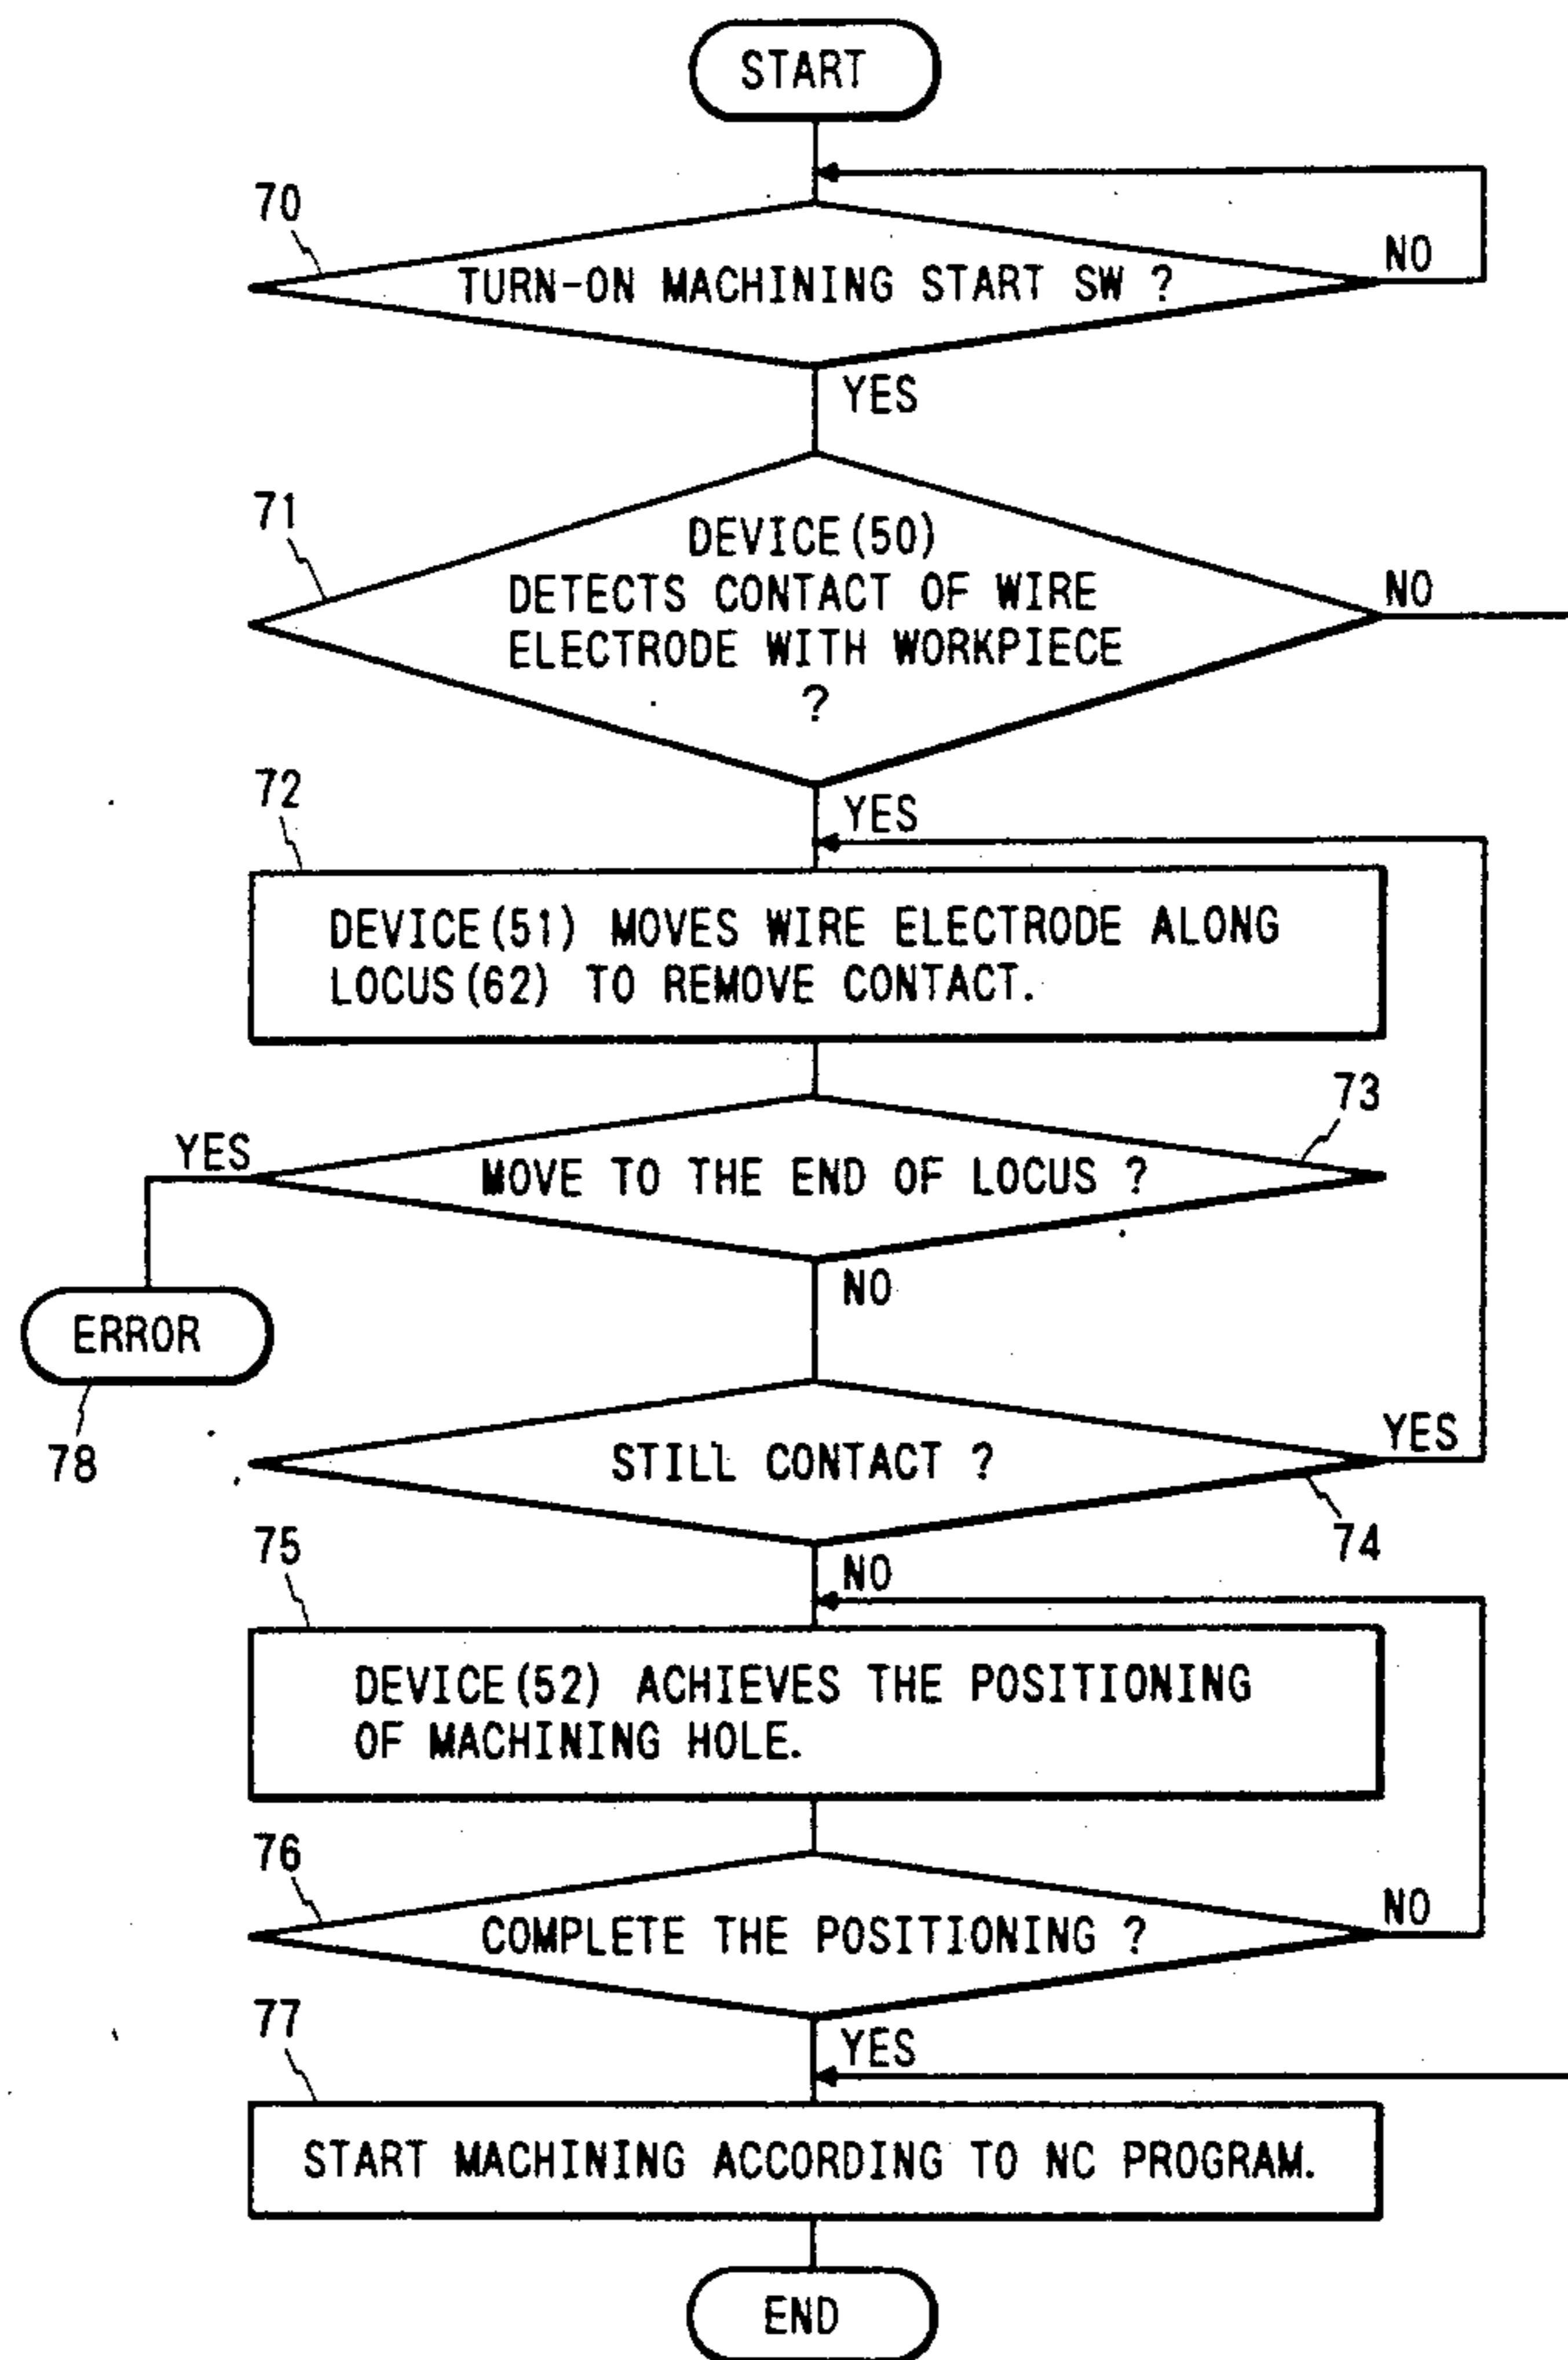 START
70
NO
TURN-ON MACHINING START SW ?
YES
71
DEVICE(50)
DETECTS CONTACT OF WIRE
ELECTRODE WITH WORKPIECE
?
NO
72
YES
DEVICE(51) MOVES WIRE ELECTRODE ALONG
LOCUS(62) TO REMOVE CONTACT.
73
YES
MOVE TO THE END OF LOCUS ?
NO
ERROR
78
STILL CONTACT ?
YES
74
75
NO
DEVICE(52) ACHIEVES THE POSITIONING
OF MACHINING HOLE.
76
NO
COMPLETE THE POSITIONING ?
77
YES
START MACHINING ACCORDING TO NC PROGRAM.
END